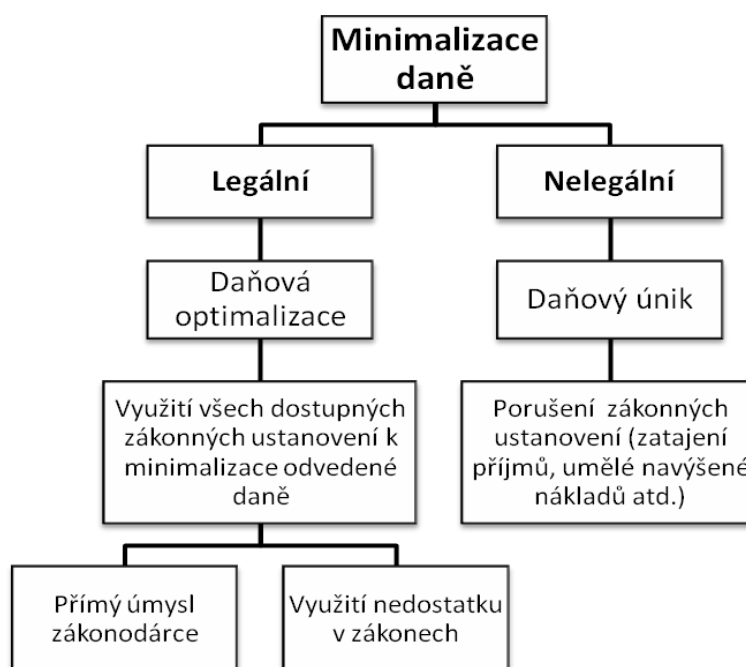 Minimalizace
daně
Legální
Nelegální
Daňová
optimalizace
Daňový únik
Využití všech dostupných
zákonných ustanovení k
minimalizace odvedené
daně
Porušení zákonných
ustanovení (zatajení
příjmů, umělé navýšené
nákladů atd.)
Přímý úmysl
zákonodárce
Využití nedostatku
v zákonech